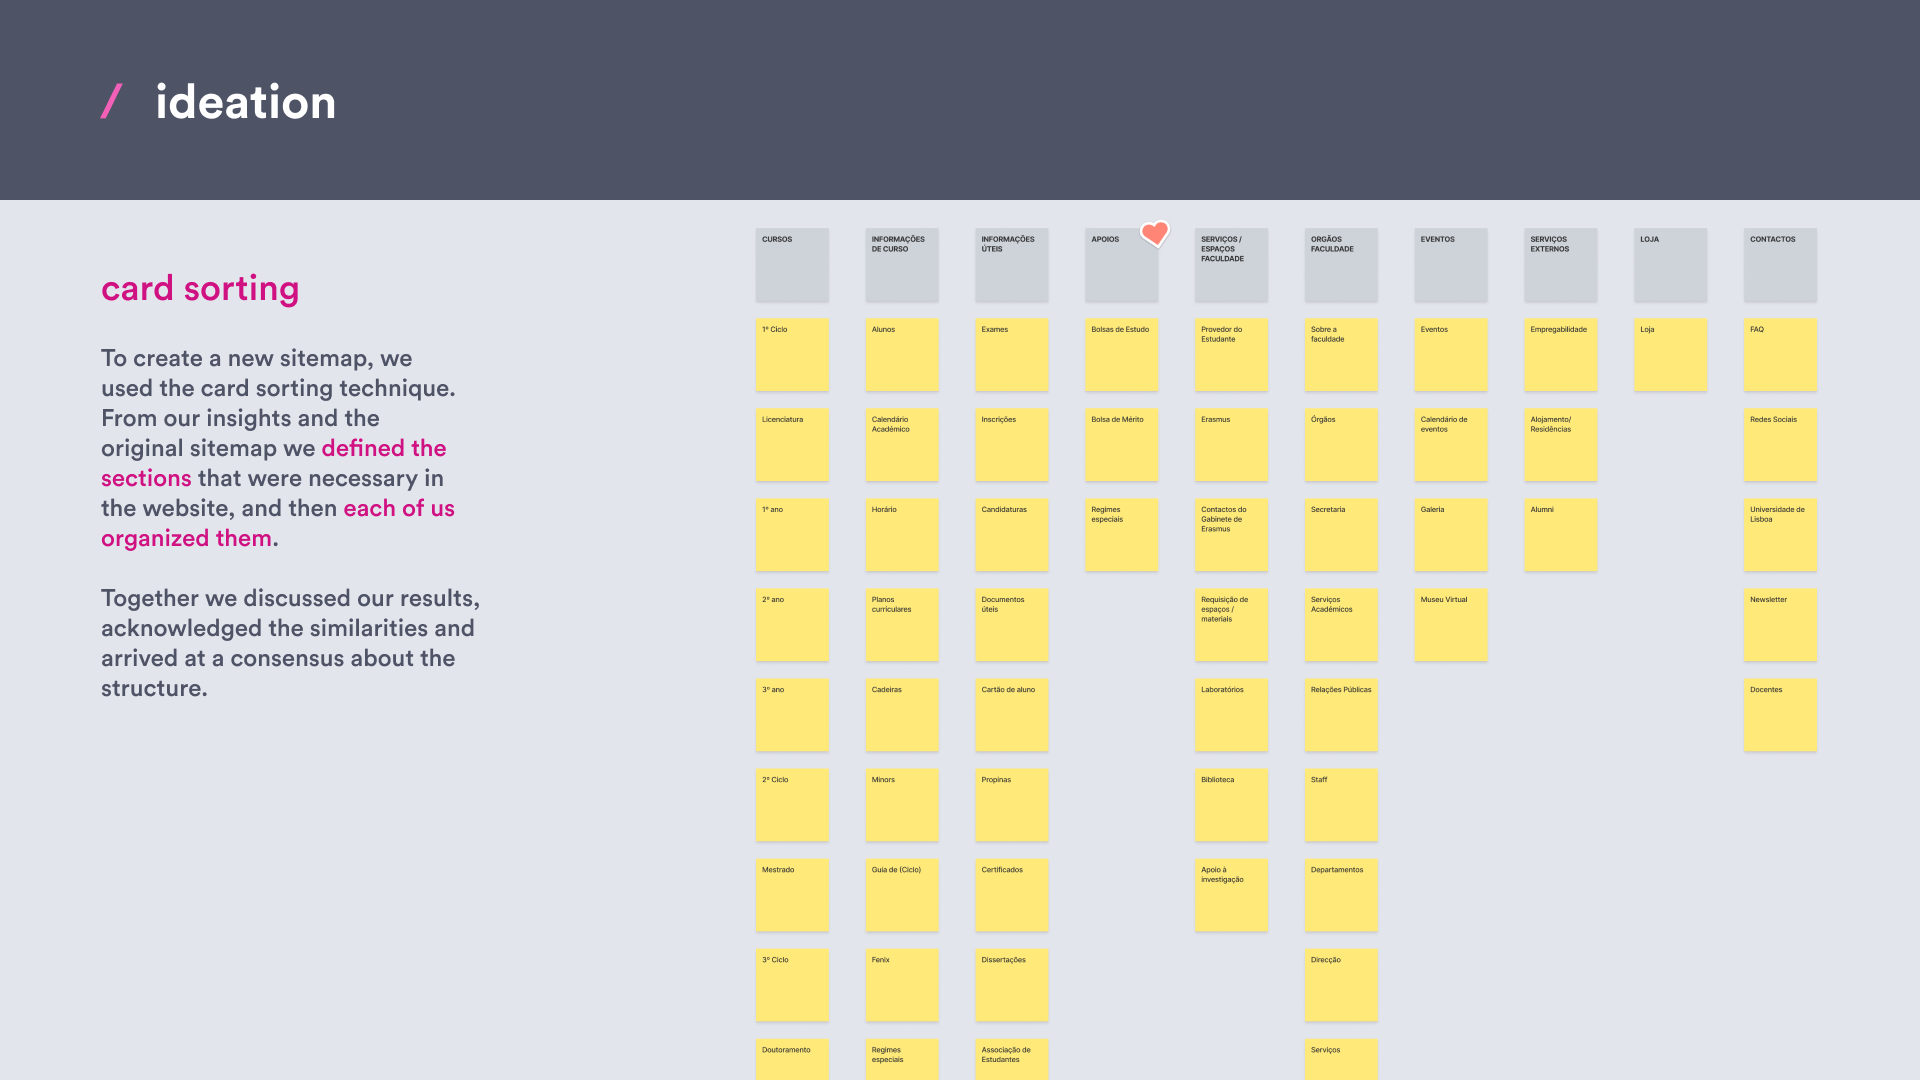 / ideation
card sorting
To create a new sitemap, we
used the card sorting technique.
From our insights and the
original sitemap we defined the
sections that were necessary in
the website, and then each of us
organized them.
Together we discussed our results,
acknowledged the similarities and
arrived at a consensus about the
structure.
CURSOS
1º Ciclo
Licenciatura
1º ano
2º ano
3º ano
2º Ciclo
Mestrado
3º Ciclo
Doutoramento
INFORMAÇÕES
DE CURSO
Alunos
Calendário
Académico
Horário
Planos
curriculares
Cadeiras
Minors
Guia de (Ciclo)
Fenix
Regimes
especiais
INFORMAÇÕES
ÚTEIS
Exames
Inscrições
Candidaturas
Documentos
úteis
Cartão de aluno
Propinas
Certificados
Dissertações
Associação de
Estudantes
APOIOS
Bolsas de Estudo
Bolsa de Mérito
Regimes
especiais
SERVIÇOS /
ESPAÇOS
FACULDADE
Provedor do
Estudante
Erasmus
Contactos do
Gabinete de
Erasmus
Requisição de
espaços /
materiais
Laboratórios
Biblioteca
Apoio à
investigação
ORGÃOS
FACULDADE
Sobre a
faculdade
Órgãos
Secretaria
Serviços
Académicos
Relações Públicas
Staff
Departamentos
Direcção
Serviços
EVENTOS
Eventos
Calendário de
eventos
Galeria
Museu Virtual
SERVIÇOS
EXTERNOS
Empregabilidade
Alojamento/
Residências
Alumni
LOJA
Loja
CONTACTOS
FAQ
Redes Sociais
Universidade de
Lisboa
Newsletter
Docentes